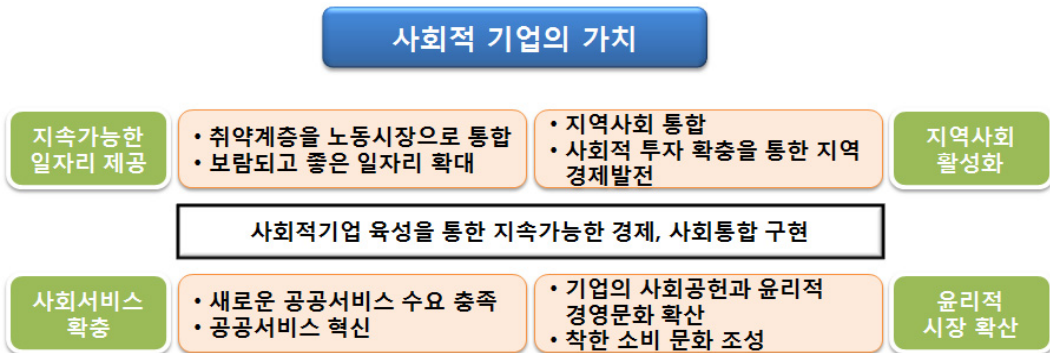 사회적 기업의 가치
지속가능한
일자리 제공
• 취약계층을 노동시장으로 통합
• 보람되고 좋은 일자리 확대
• 지역사회 통합
• 사회적 투자 확충을 통한 지역
경제발전
지역사회
활성화
사회적기업 육성을 통한 지속가능한 경제, 사회통합 구현
사회서비스
확충
• 새로운 공공서비스 수요 충족
• 공공서비스 혁신
• 기업의 사회공헌과 윤리적
경영문화 확산
• 착한 소비 문화 조성
윤리적
시장 확산